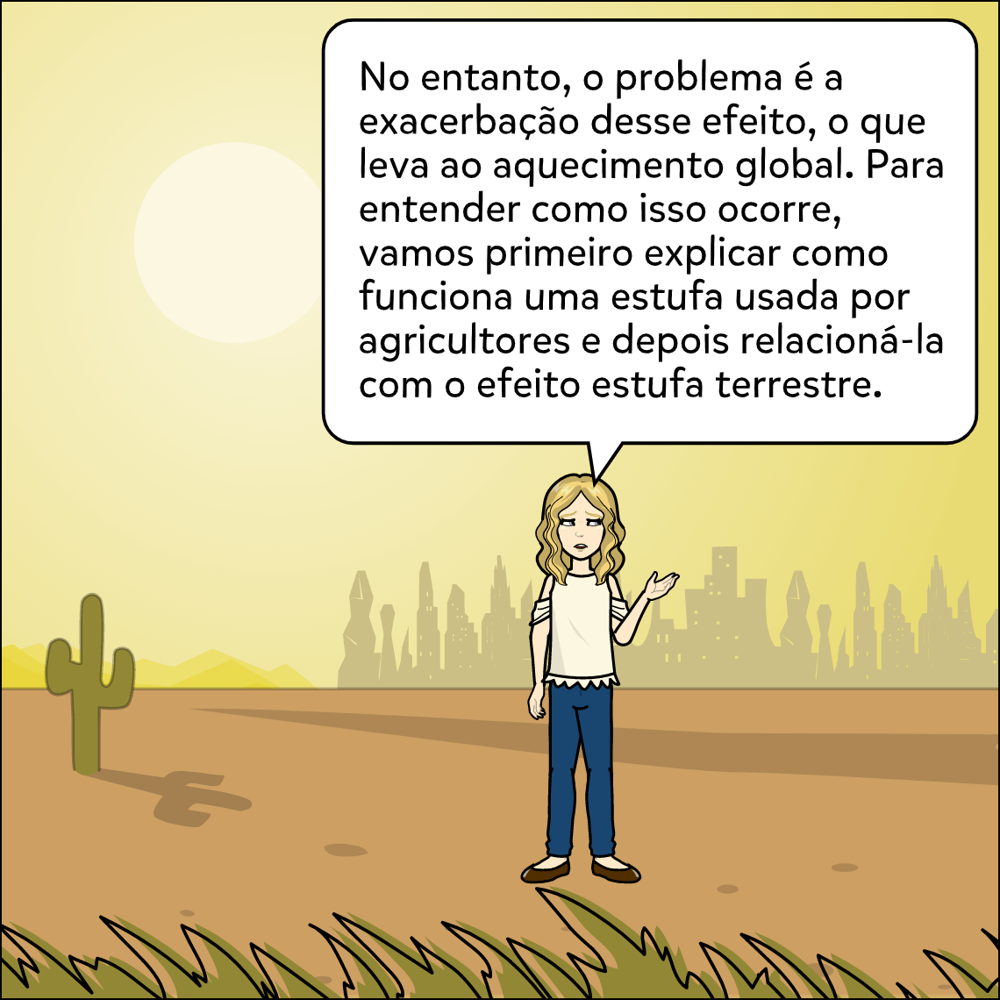 No entanto, o problema é a
exacerbação desse efeito, o que
leva ao aquecimento global. Para
entender como isso ocorre,
vamos primeiro explicar como
funciona uma estufa usada por
agricultores e depois relacioná-la
com o efeito estufa terrestre.